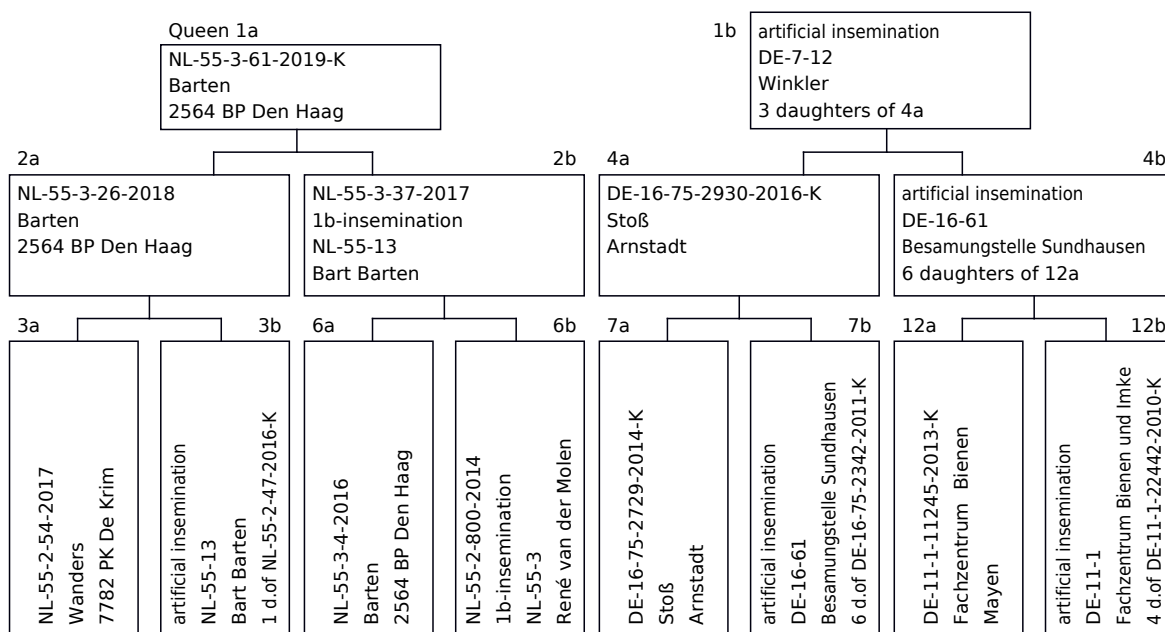 Queen 1a
NL-55-3-61-2019-K
Barten
2564 BP Den Haag
1b
artificial insemination
DE-7-12
Winkler
3 daughters of 4a
2a
NL-55-3-26-2018
Barten
2564 BP Den Haag
2b
NL-55-3-37-2017
1b-insemination
NL-55-13
Bart Barten
4a
DE-16-75-2930-2016-K
Stoß
Arnstadt
4b
artificial insemination
DE-16-61
Besamungstelle Sundhausen
6 daughters of 12a
3a
NL-55-2-54-2017
Wanders
7782 PK De Krim
3b
artificial insemination
NL-55-13
Bart Barten
1 d.of NL-55-2-47-2016-K
6a
NL-55-3-4-2016
Barten
2564 BP Den Haag
6b
NL-55-2-800-2014
1b-insemination
NL-55-3
René van der Molen
7a
DE-16-75-2729-2014-K
Stoß
Arnstadt
7b
artificial insemination
DE-16-61
Besamungstelle Sundhausen
6 d.of DE-16-75-2342-2011-K
12a
DE-11-1-11245-2013-K
Fachzentrum Bienen
Mayen
12b
artificial insemination
DE-11-1
Fachzentrum Bienen und Imke
4 d.of DE-11-1-22442-2010-K